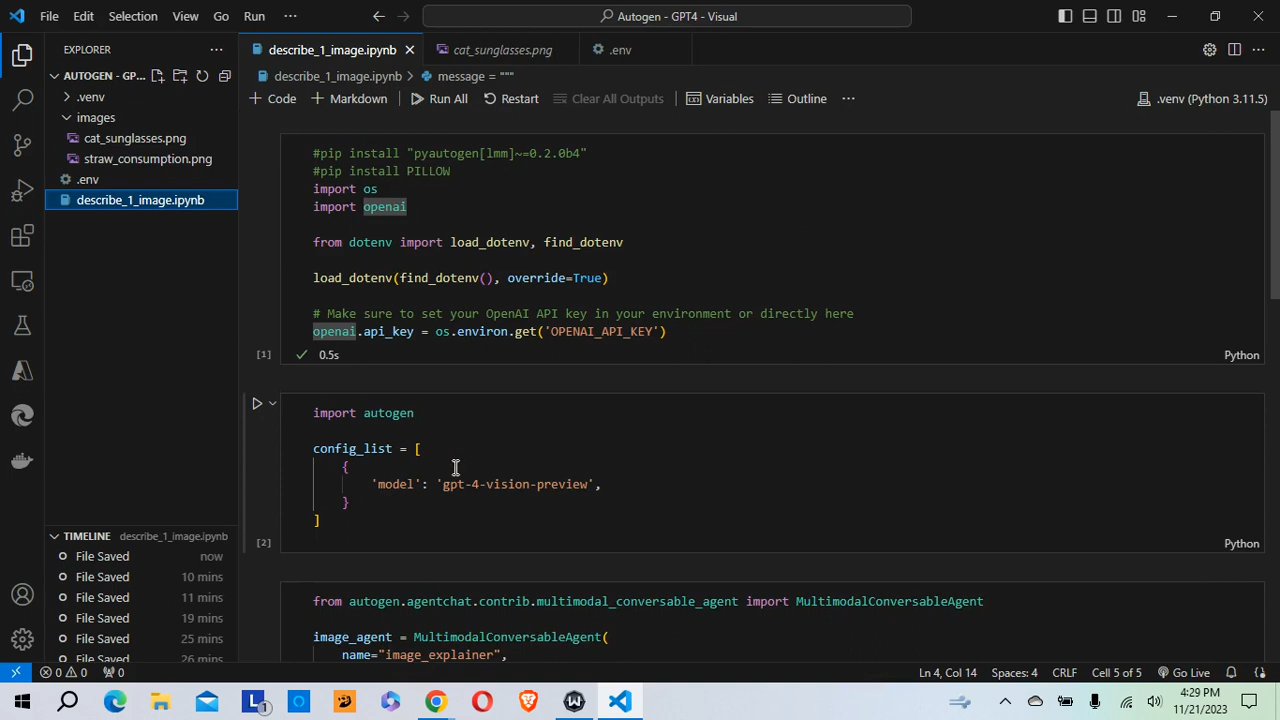 File Edit Selection View Go Run Autogen - GPT4 - Visual
EXPLORER
describe_1_image.ipynb cat_sunglasses.png .env
AUTOGEN - GP...
describe_1_image.ipynb > message = """
.venv
Code Markdown Run All Restart Clear All Outputs Variables Outline .venv (Python 3.11.5)
images
cat_sunglasses.png
straw_consumption.png
.env
describe_1_image.ipynb
#pip install "pyautogen[lmm]~=0.2.0b4"
#pip install PILLOW
import os
import openai
from dotenv import load_dotenv, find_dotenv
load_dotenv(find_dotenv(), override=True)
# Make sure to set your OpenAI API key in your environment or directly here
openai.api_key = os.environ.get('OPENAI_API_KEY')
[1] 0.5s Python
import autogen
config_list = [
{
'model': 'gpt-4-vision-preview',
}
]
[2] Python
from autogen.agentchat.contrib.multimodal_conversable_agent import MultimodalConversableAgent
image_agent = MultimodalConversableAgent(
name="image_explainer",
TIMELINE describe_1_image.ipynb
File Saved now
File Saved 10 mins
File Saved 11 mins
File Saved 19 mins
File Saved 25 mins
File Saved 26 mins
0 0 0 Ln 4, Col 14 Spaces: 4 CRLF Cell 5 of 5 Go Live
4:29 PM
11/21/2023